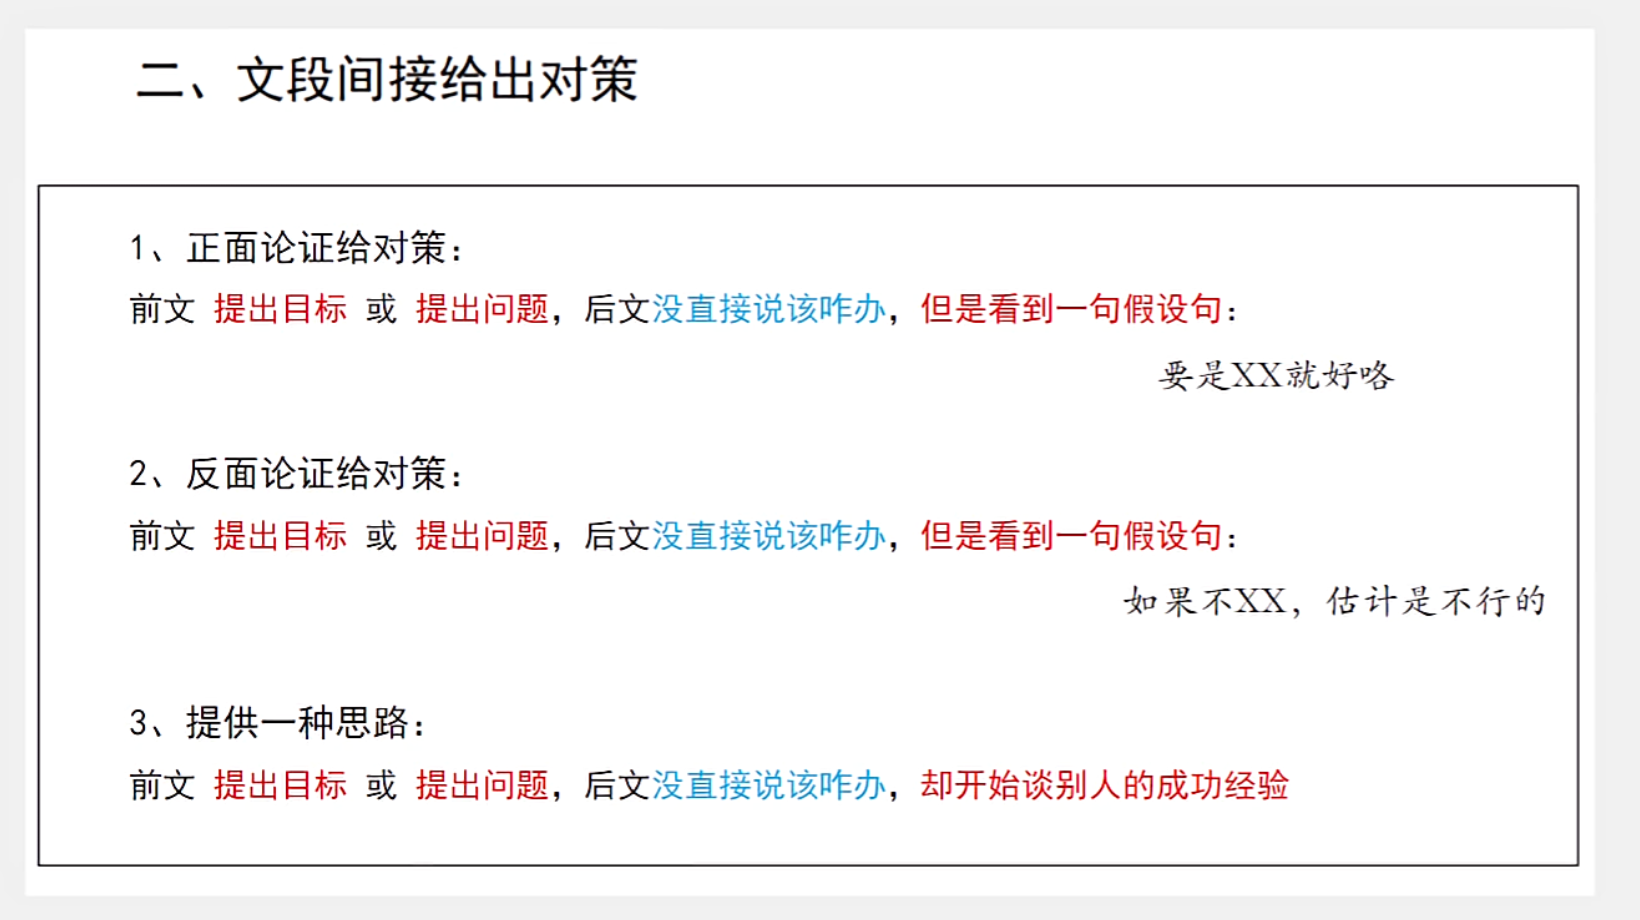 二、文段间接给出对策
1、正面论证给对策：
前文 提出目标 或 提出问题，后文没直接说该咋办，但是看到一句假设句：
要是XX就好咯
2、反面论证给对策：
前文 提出目标 或 提出问题，后文没直接说该咋办，但是看到一句假设句：
如果不XX，估计是不行的
3、提供一种思路：
前文 提出目标 或 提出问题，后文没直接说该咋办，却开始谈别人的成功经验